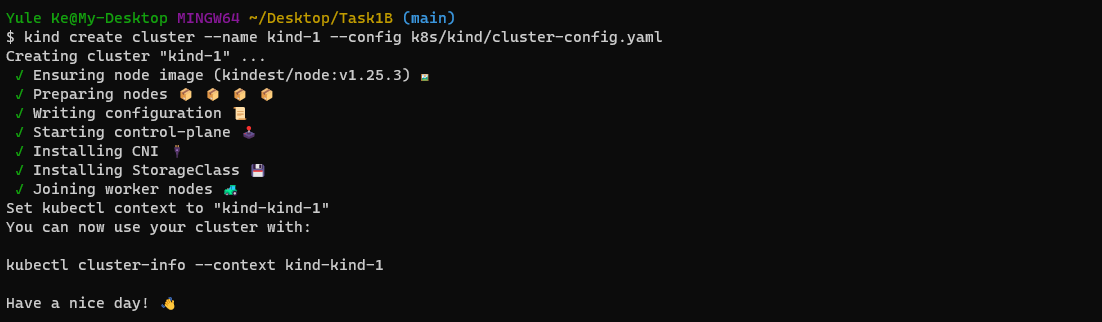 Yule Ke@My-Desktop MINGW64 ~/Desktop/Task1B (main)
$ kind create cluster --name kind-1 --config k8s/kind/cluster-config.yaml
Creating cluster "kind-1" ...
✓ Ensuring node image (kindest/node:v1.25.3) 🖼
✓ Preparing nodes 📦 📦 📦 📦
✓ Writing configuration 📜
✓ Starting control-plane 🕹️
✓ Installing CNI 🔌
✓ Installing StorageClass 💾
✓ Joining worker nodes 🚜
Set kubectl context to "kind-kind-1"
You can now use your cluster with:
kubectl cluster-info --context kind-kind-1
Have a nice day! 👋